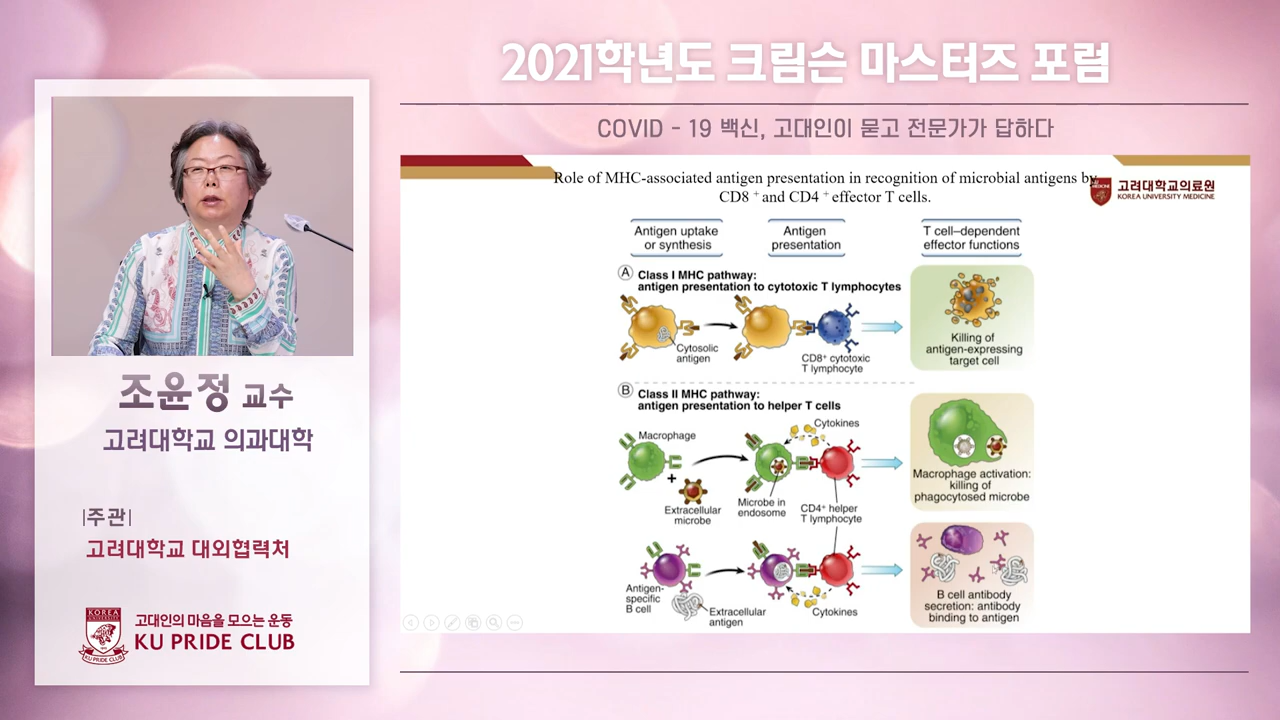 2021학년도 크림슨 마스터즈 포럼
COVID - 19 백신, 고대인이 묻고 전문가가 답하다
조윤정 교수
고려대학교 의과대학
|주관|
고려대학교 대외협력처
KOREA
UNIVERSITY
KU PRIDE CLUB
고대인의 마음을 모으는 운동
KU PRIDE CLUB
Role of MHC-associated antigen presentation in recognition of microbial antigens by
CD8 + and CD4 + effector T cells.
MEDICINE
고려대학교의료원
KOREA UNIVERSITY MEDICINE
Antigen uptake
or synthesis
Antigen
presentation
T cell–dependent
effector functions
A
Class I MHC pathway:
antigen presentation to cytotoxic T lymphocytes
Cytosolic
antigen
CD8+ cytotoxic
T lymphocyte
Killing of
antigen-expressing
target cell
B
Class II MHC pathway:
antigen presentation to helper T cells
Macrophage
+
Extracellular
microbe
Microbe in
endosome
Cytokines
CD4+ helper
T lymphocyte
Macrophage activation:
killing of
phagocytosed microbe
Antigen-
specific
B cell
Extracellular
antigen
Cytokines
B cell antibody
secretion: antibody
binding to antigen